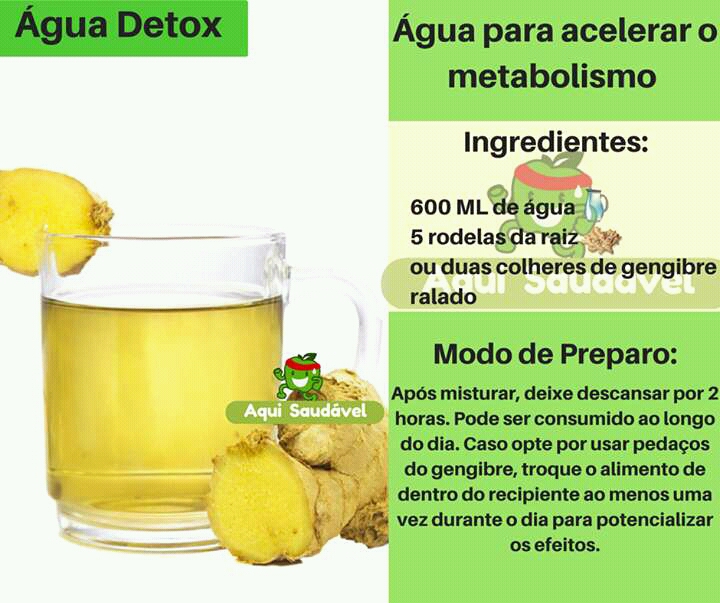 Água Detox
Água para acelerar o
metabolismo
Ingredientes:
600 ML de água
5 rodelas da raiz
ou duas colheres de gengibre
ralado
Aqui Saudável
Modo de Preparo:
Após misturar, deixe descansar por 2
horas. Pode ser consumido ao longo
do dia. Caso opte por usar pedaços
do gengibre, troque o alimento de
dentro do recipiente ao menos uma
vez durante o dia para potencializar
os efeitos.
Aqui Saudável